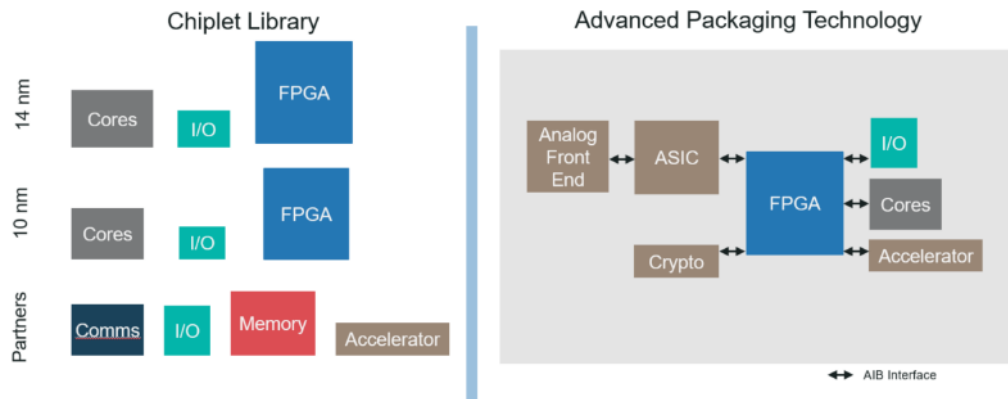 Chiplet Library
Advanced Packaging Technology
14 nm
Cores
I/O
FPGA
10 nm
Cores
I/O
FPGA
Partners
Comms
I/O
Memory
Accelerator
Analog
Front
End
ASIC
FPGA
I/O
Cores
Crypto
Accelerator
AIB Interface